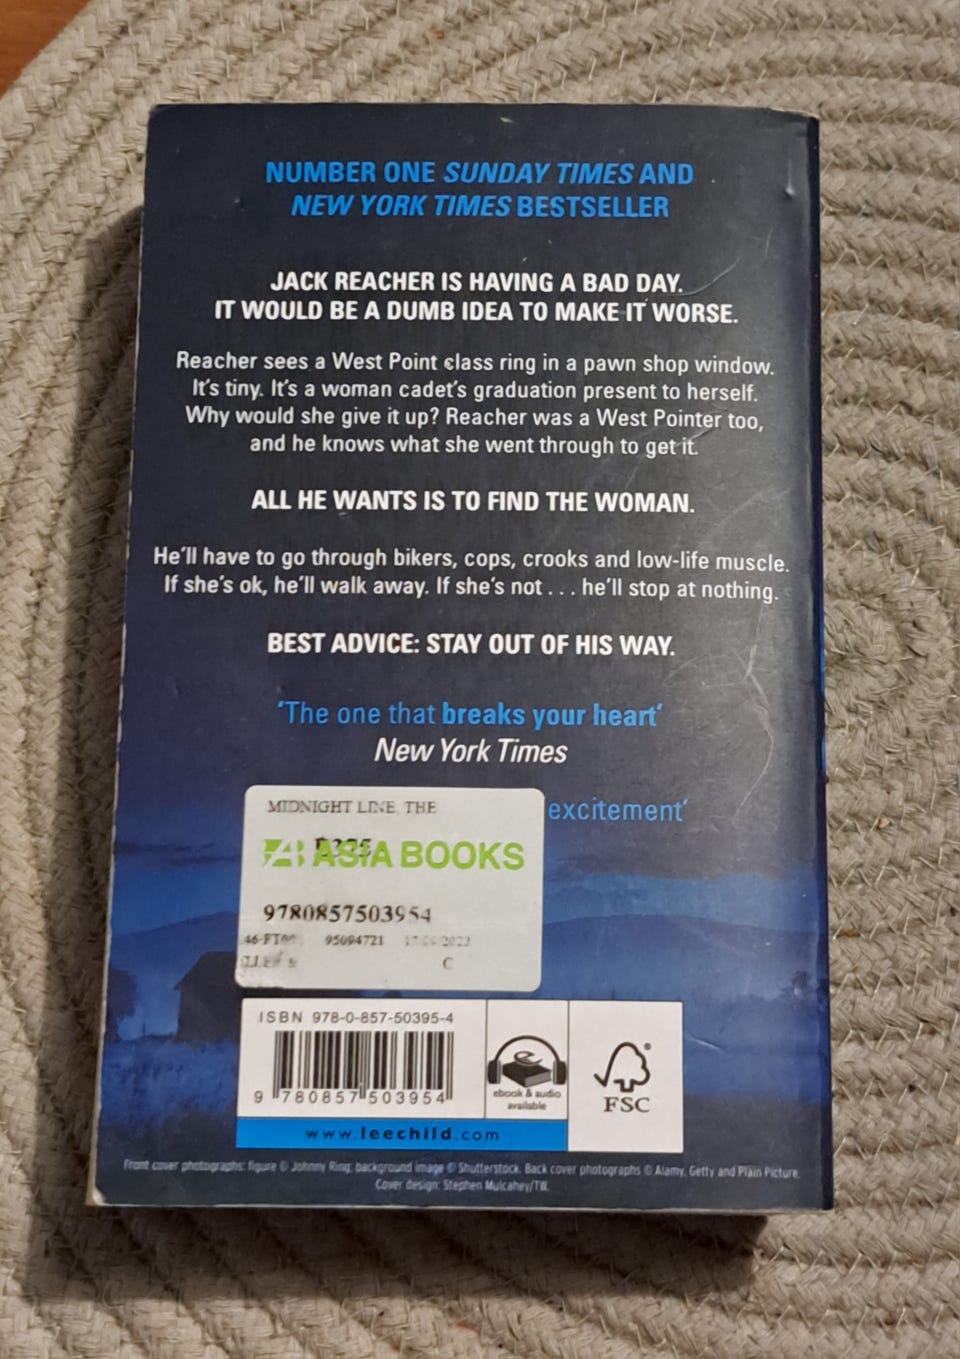 NUMBER ONE SUNDAY TIMES AND
NEW YORK TIMES BESTSELLER
JACK REACHER IS HAVING A BAD DAY.
IT WOULD BE A DUMB IDEA TO MAKE IT WORSE.
Reacher sees a West Point class ring in a pawn shop window.
It's tiny. It's a woman cadet's graduation present to herself.
Why would she give it up? Reacher was a West Pointer too,
and he knows what she went through to get it.
ALL HE WANTS IS TO FIND THE WOMAN.
He'll have to go through bikers, cops, crooks and low-life muscle.
If she's ok, he'll walk away. If she's not . . . he'll stop at nothing.
BEST ADVICE: STAY OUT OF HIS WAY.
'The one that breaks your heart'
New York Times
excitement'
MIDNIGHT LINE, THE
ASIA BOOKS
9780857503954
95094721
C
ISBN 978-0-857-50395-4
9 780857 503954
ebook & audio
available
FSC
www.leechild.com
Front cover photographs: figure © Johnny Ring; background image © Shutterstock. Back cover photographs © Alamy, Getty and Plain Picture.
Cover design: Stephen Mulcahey/TW.